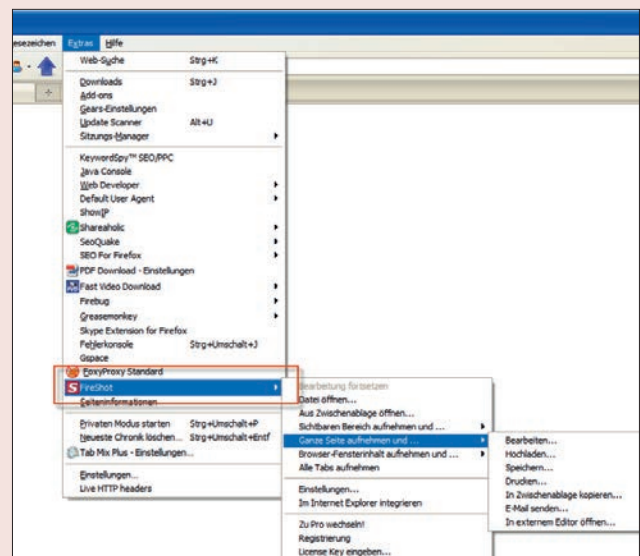 esezeichen Extras Hilfe
Web-Suche Strg+K
Downloads Strg+J
Add-ons
Gears-Einstellungen
Update Scanner Alt+U
Sitzungs-Manager
KeywordSpy™ SEO/PPC
Java Console
Web Developer
Default User Agent
ShowIP
Shareaholic
SeoQuake
SEO For Firefox
PDF Download - Einstellungen
Fast Video Download
Firebug
Greasemonkey
Skype Extension for Firefox
Fehlerkonsole Strg+Umschalt+J
Gspace
FoxyProxy Standard
FireShot
Seiteninformationen
Privaten Modus starten Strg+Umschalt+P
Neueste Chronik löschen... Strg+Umschalt+Entf
Tab Mix Plus - Einstellungen...
Einstellungen...
Live HTTP headers
Bearbeitung fortsetzen
Datei öffnen...
Aus Zwischenablage öffnen...
Sichtbaren Bereich aufnehmen und ...
Ganze Seite aufnehmen und ...
Browser-Fensterinhalt aufnehmen und ...
Alle Tabs aufnehmen
Einstellungen...
Im Internet Explorer integrieren
Zu Pro wechseln!
Registrierung
License Key eingeben...
Bearbeiten...
Hochladen...
Speichern...
Drucken...
In Zwischenablage kopieren...
E-Mail senden...
In externem Editor öffnen...